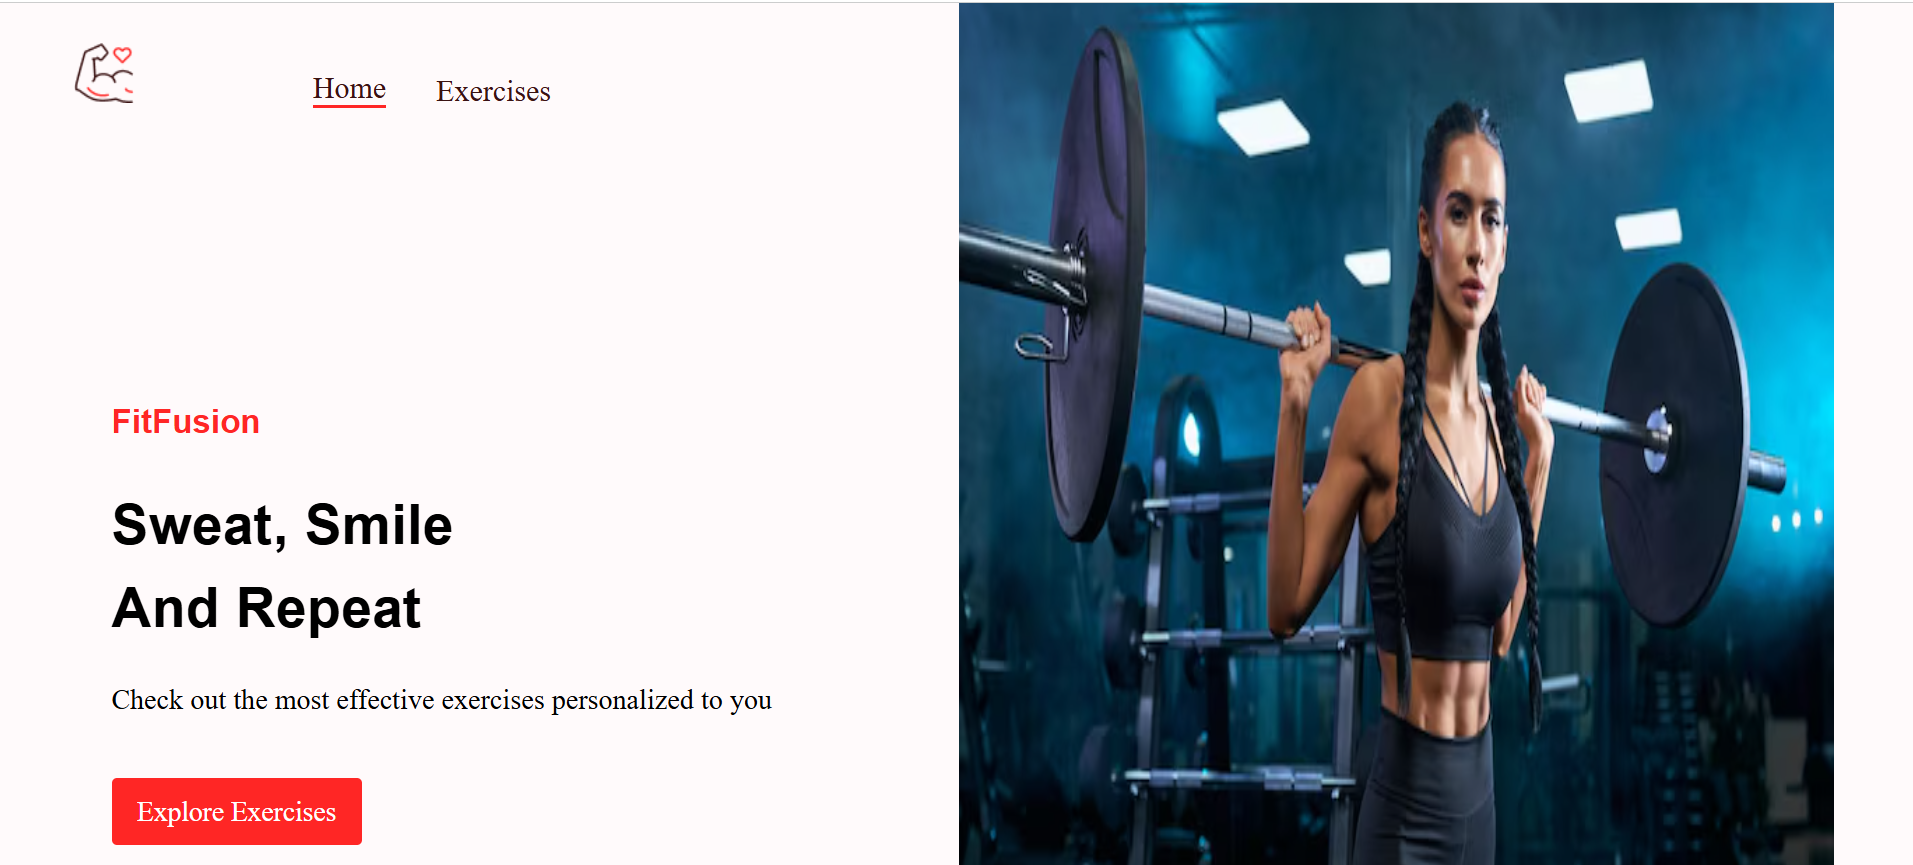 Home
Exercises
FitFusion
Sweat, Smile
And Repeat
Check out the most effective exercises personalized to you
Explore Exercises